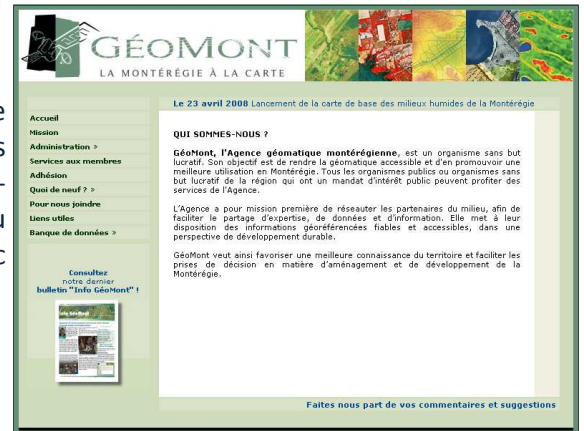 GÉOMONT
LA MONTÉRÉGIE À LA CARTE
Le 23 avril 2008 Lancement de la carte de base des milieux humides de la Montérégie
Accueil
Mission
Administration »
Services aux membres
Adhésion
Quoi de neuf ? »
Pour nous joindre
Liens utiles
Banque de données »
Consultez
notre dernier
bulletin "Info GéoMont" !
Info GéoMont
QUI SOMMES-NOUS ?
GéoMont, l'Agence géomatique montérégienne, est un organisme sans but
lucratif. Son objectif est de rendre la géomatique accessible et d'en promouvoir une
meilleure utilisation en Montérégie. Tous les organismes publics ou organismes sans
but lucratif de la région qui ont un mandat d'intérêt public peuvent profiter des
services de l'Agence.
L'Agence a pour mission première de réseauter les partenaires du milieu, afin de
faciliter le partage d'expertise, de données et d'information. Elle met à leur
disposition des informations géoréférencées fiables et accessibles, dans une
perspective de développement durable.
GéoMont veut ainsi favoriser une meilleure connaissance du territoire et faciliter les
prises de décision en matière d'aménagement et de développement de la
Montérégie.
Faites nous part de vos commentaires et suggestions